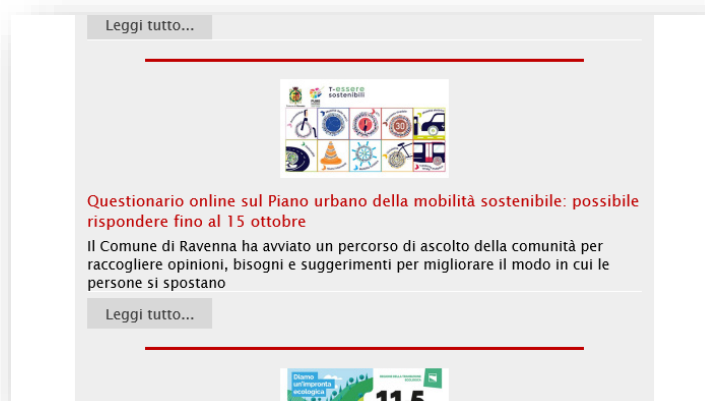 Leggi tutto...
T-essere
sostenibili
30
Questionario online sul Piano urbano della mobilità sostenibile: possibile
rispondere fino al 15 ottobre
Il Comune di Ravenna ha avviato un percorso di ascolto della comunità per
raccogliere opinioni, bisogni e suggerimenti per migliorare il modo in cui le
persone si spostano
Leggi tutto...
Diamo
un'impronta
ecologica